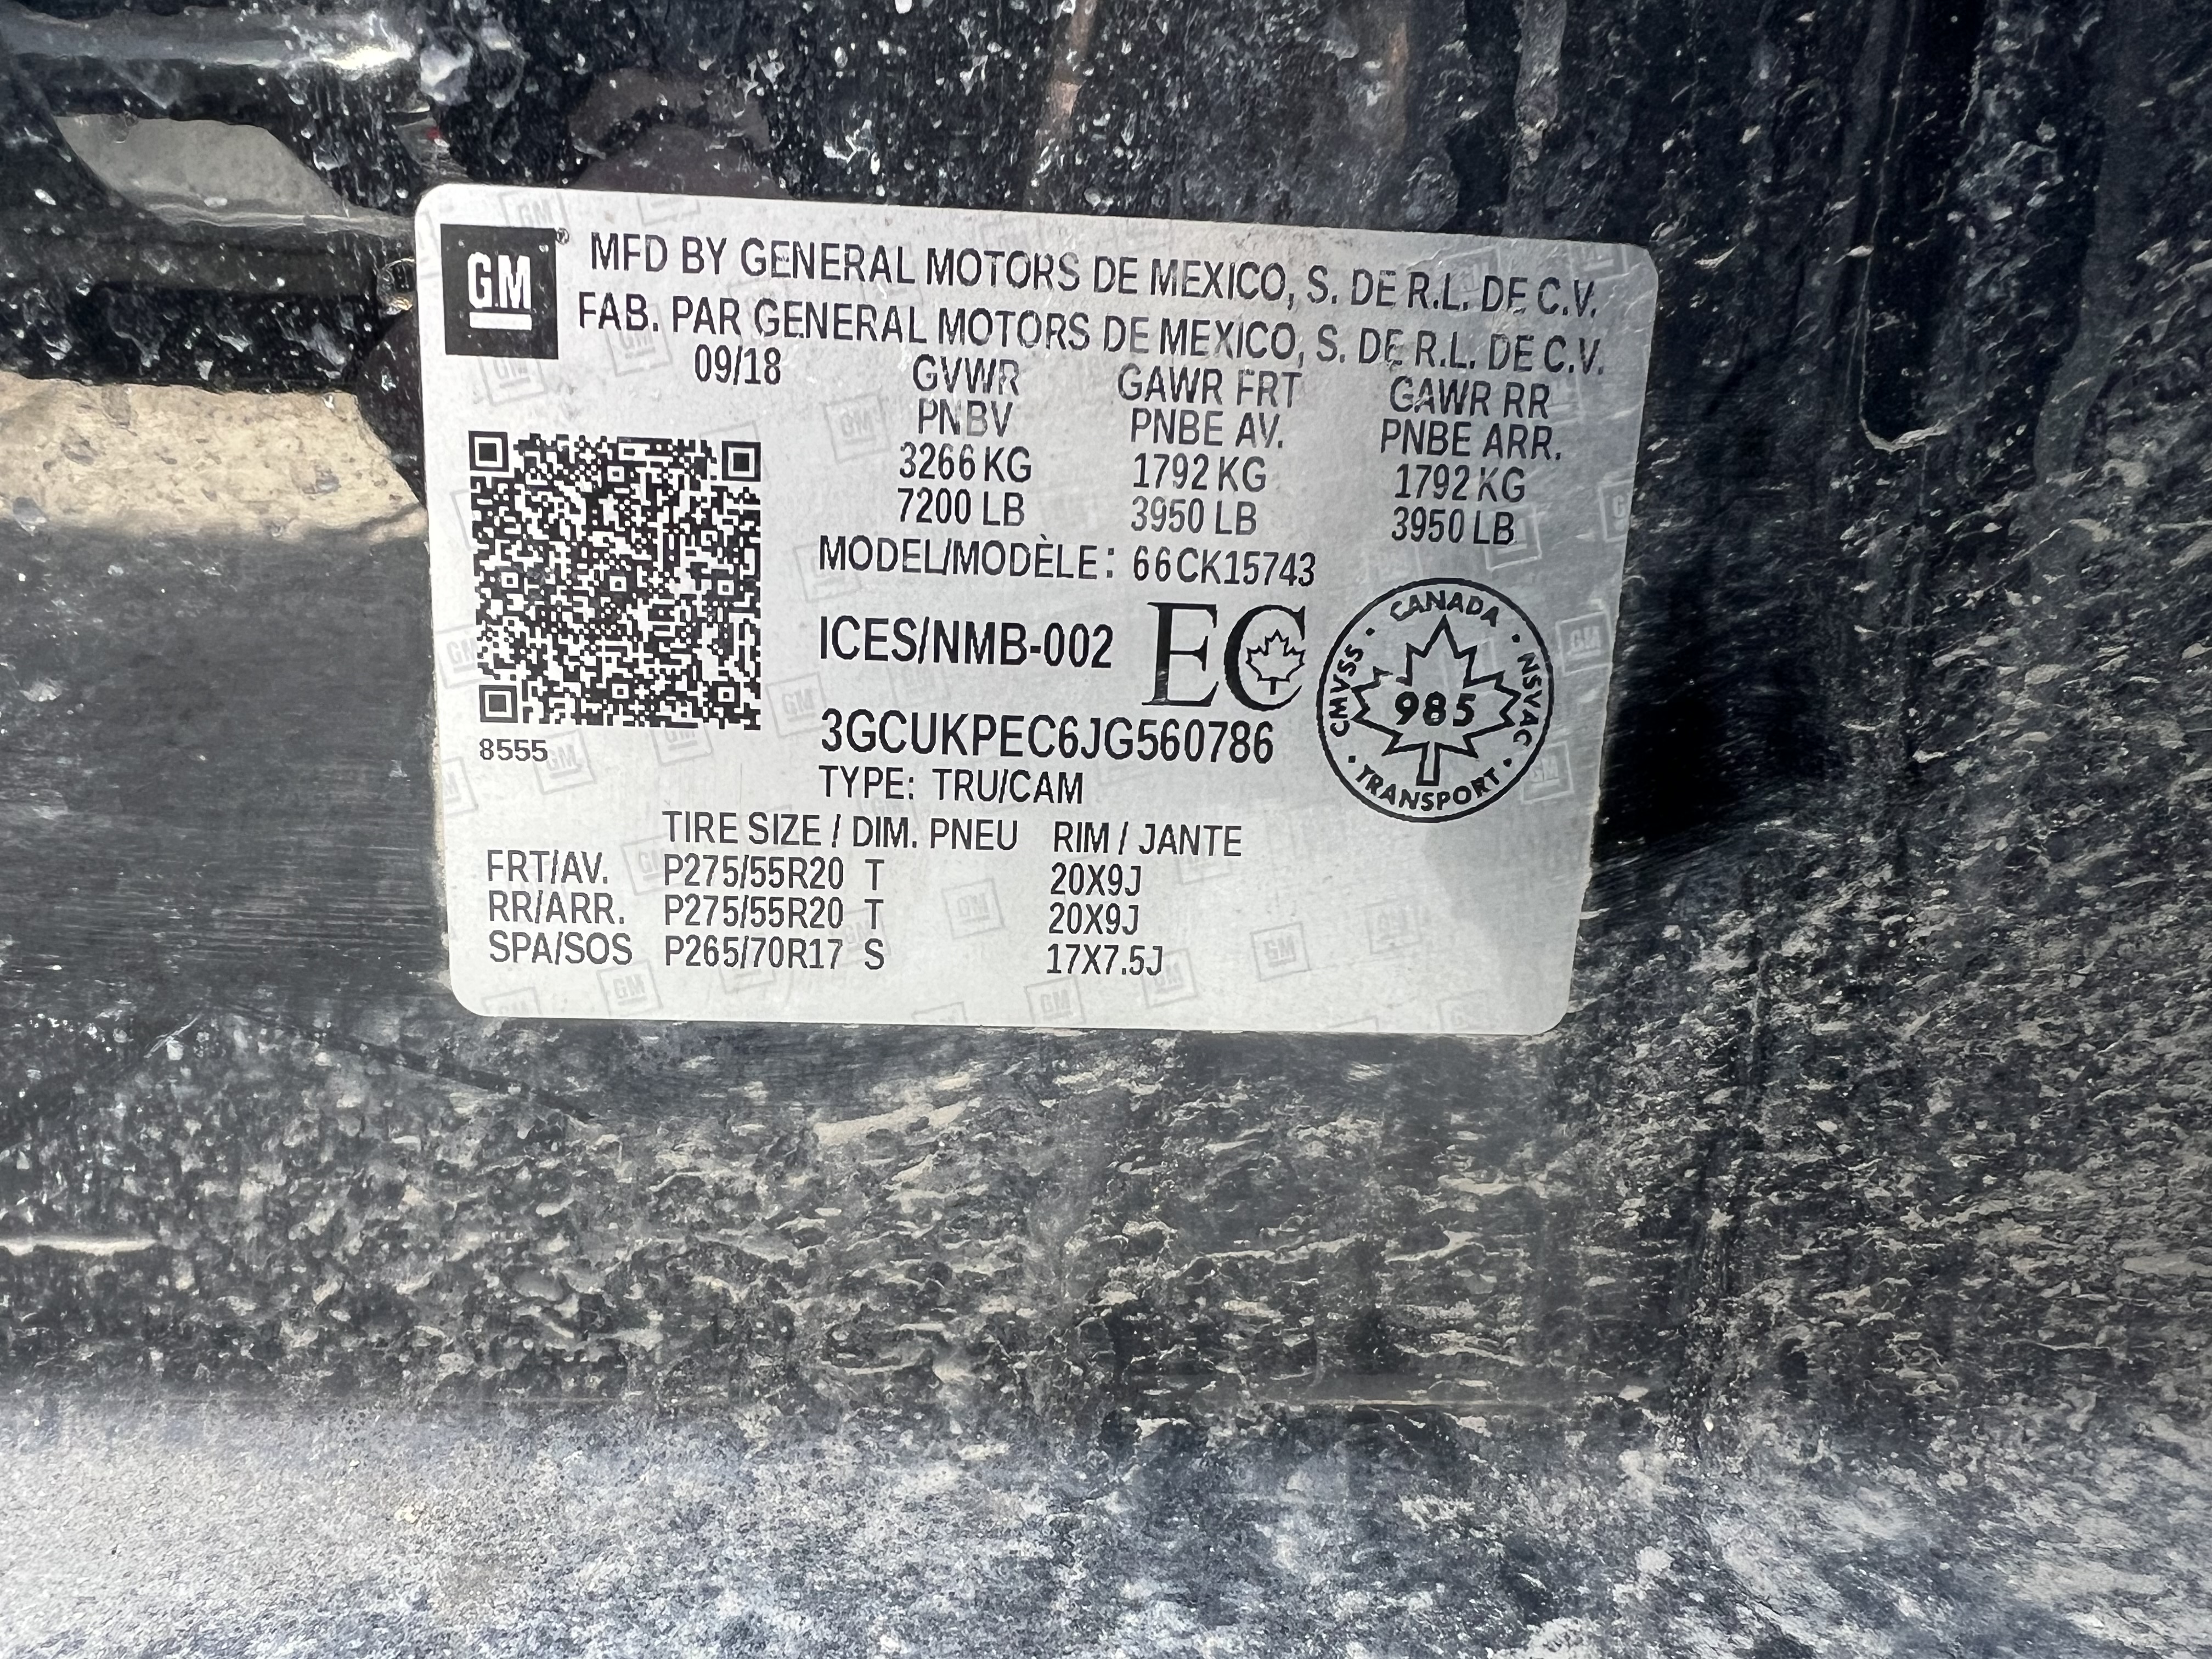 GM® MFD BY GENERAL MOTORS DE MEXICO, S. DE R.L. DE C.V.
FAB. PAR GENERAL MOTORS DE MEXICO, S. DE R.L. DE C.V.
09/18 GVWR GAWR FRT GAWR RR
PNBV PNBE AV. PNBE ARR.
3266 KG 1792 KG 1792 KG
7200 LB 3950 LB 3950 LB
MODEL/MODÈLE: 66CK15743
ICES/NMB-002 EC
CANADA • NSVAC • TRANSPORT • CMVSS •
985
3GCUKPEC6JG560786
8555
TYPE: TRU/CAM
TIRE SIZE / DIM. PNEU RIM / JANTE
FRT/AV. P275/55R20 T 20X9J
RR/ARR. P275/55R20 T 20X9J
SPA/SOS P265/70R17 S 17X7.5J